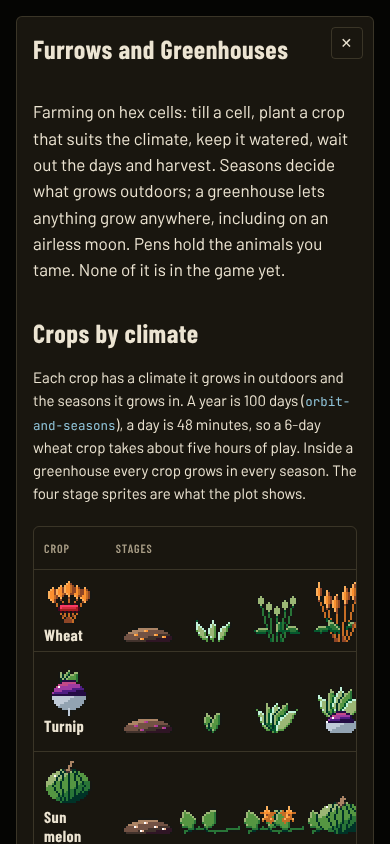 Furrows and Greenhouses
×
Farming on hex cells: till a cell, plant a crop
that suits the climate, keep it watered, wait
out the days and harvest. Seasons decide
what grows outdoors; a greenhouse lets
anything grow anywhere, including on an
airless moon. Pens hold the animals you
tame. None of it is in the game yet.
Crops by climate
Each crop has a climate it grows in outdoors and
the seasons it grows in. A year is 100 days (orbit-
and-seasons), a day is 48 minutes, so a 6-day
wheat crop takes about five hours of play. Inside a
greenhouse every crop grows in every season. The
four stage sprites are what the plot shows.
CROP STAGES
Wheat
Turnip
Sun
melon